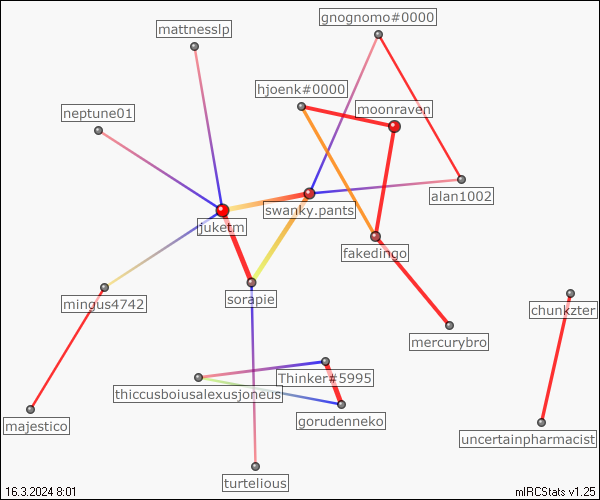 gnognomo#0000
mattnesslp
hjoenk#0000
moonraven
neptune01
alan1002
swanky.pants
juketm
fakedingo
sorapie
mingus4742
chunkzter
mercurybro
Thinker#5995
thiccusboiusalexusjoneus
gorudenneko
majestico
uncertainpharmacist
turtelious
16.3.2024 8:01
mIRCStats v1.25